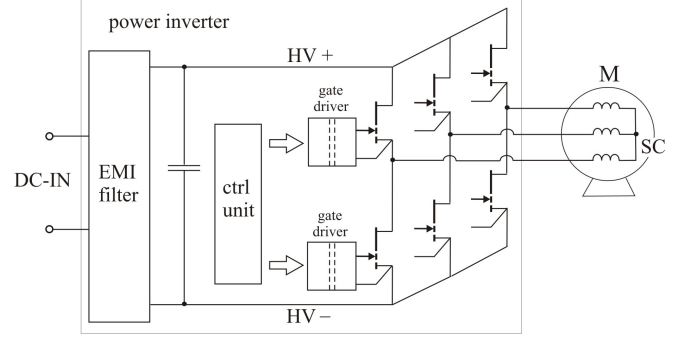 power inverter
HV +
gate
driver
M
DC-IN
EMI
filter
ctrl
unit
SC
gate
driver
HV –